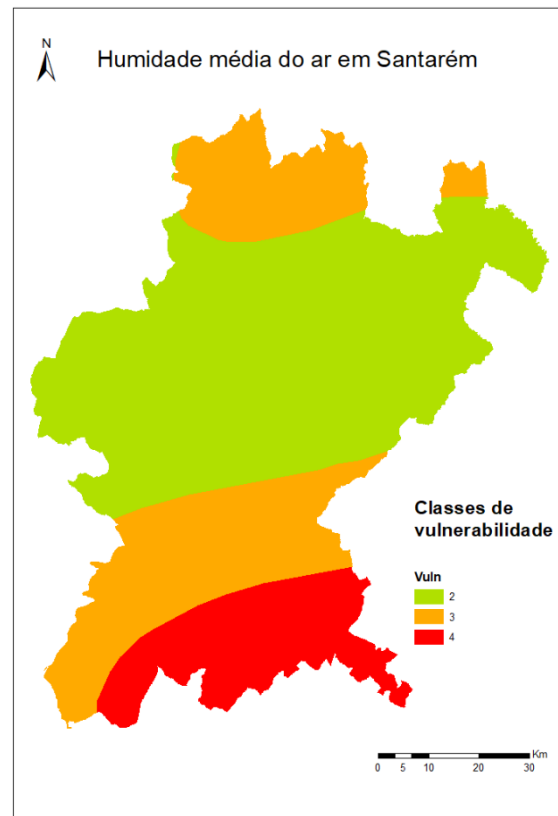 N
Humidade média do ar em Santarém
Classes de
vulnerabilidade
Vuln
2
3
4
Km
0 5 10 20 30